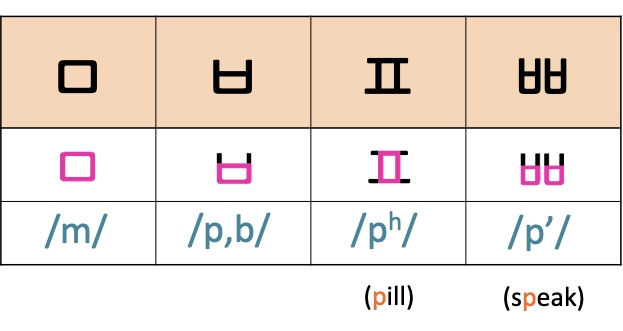 ㅁ ㅂ ㅍ ㅃ
ㅁ ㅂ ㅍ ㅃ
/m/ /p,b/ /pʰ/ /p’/
(pill) (speak)